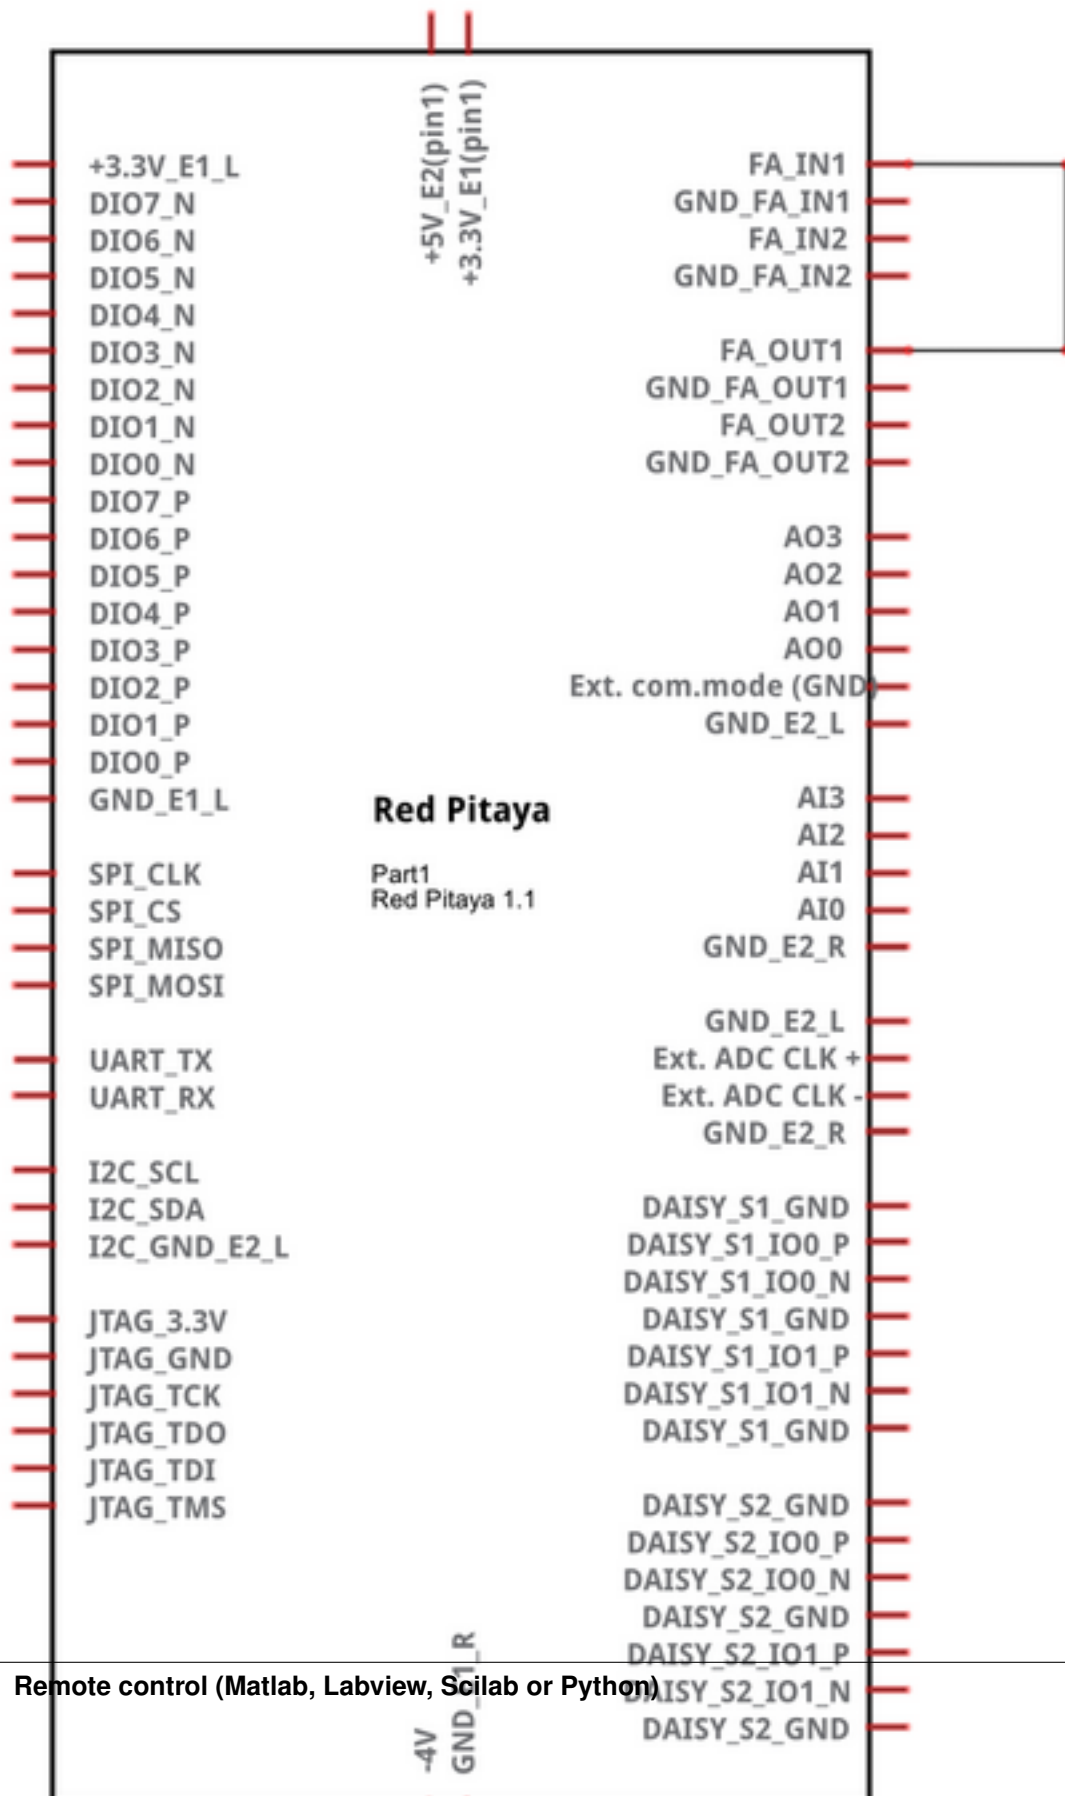 +5V_E2(pin1)
+3.3V_E1(pin1)
+3.3V_E1_L
DIO7_N
DIO6_N
DIO5_N
DIO4_N
DIO3_N
DIO2_N
DIO1_N
DIO0_N
DIO7_P
DIO6_P
DIO5_P
DIO4_P
DIO3_P
DIO2_P
DIO1_P
DIO0_P
GND_E1_L
SPI_CLK
SPI_CS
SPI_MISO
SPI_MOSI
UART_TX
UART_RX
I2C_SCL
I2C_SDA
I2C_GND_E2_L
JTAG_3.3V
JTAG_GND
JTAG_TCK
JTAG_TDO
JTAG_TDI
JTAG_TMS
Red Pitaya
Part1
Red Pitaya 1.1
FA_IN1
GND_FA_IN1
FA_IN2
GND_FA_IN2
FA_OUT1
GND_FA_OUT1
FA_OUT2
GND_FA_OUT2
AO3
AO2
AO1
AO0
Ext. com.mode (GND)
GND_E2_L
AI3
AI2
AI1
AI0
GND_E2_R
GND_E2_L
Ext. ADC CLK +
Ext. ADC CLK -
GND_E2_R
DAISY_S1_GND
DAISY_S1_IO0_P
DAISY_S1_IO0_N
DAISY_S1_GND
DAISY_S1_IO1_P
DAISY_S1_IO1_N
DAISY_S1_GND
DAISY_S2_GND
DAISY_S2_IO0_P
DAISY_S2_IO0_N
DAISY_S2_GND
DAISY_S2_IO1_P
DAISY_S2_IO1_N
DAISY_S2_GND
-4V
Remote control (Matlab, Labview, Scilab or Python)